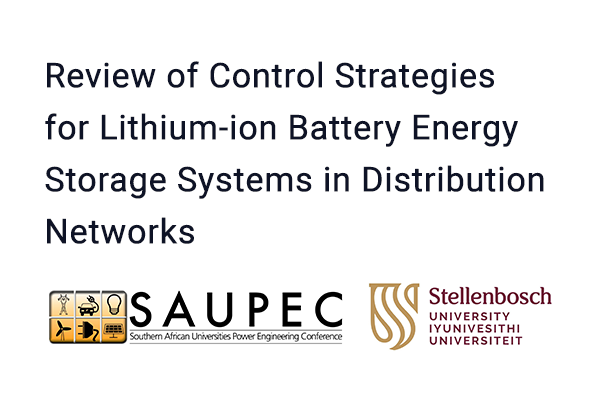 Review of Control Strategies
for Lithium-ion Battery Energy
Storage Systems in Distribution
Networks
SAUPEC
Southern African Universities Power Engineering Conference
Stellenbosch
UNIVERSITY
IYUNIVESITHI
UNIVERSITEIT